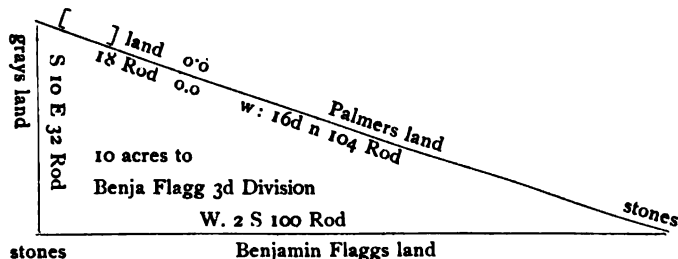 [ ] land o.o
18 Rod o.o
Palmers land
w : 16d n 104 Rod
grays land
S 10 E 32 Rod
10 acres to
Benja Flagg 3d Division
W. 2 S 100 Rod
stones
stones
Benjamin Flaggs land